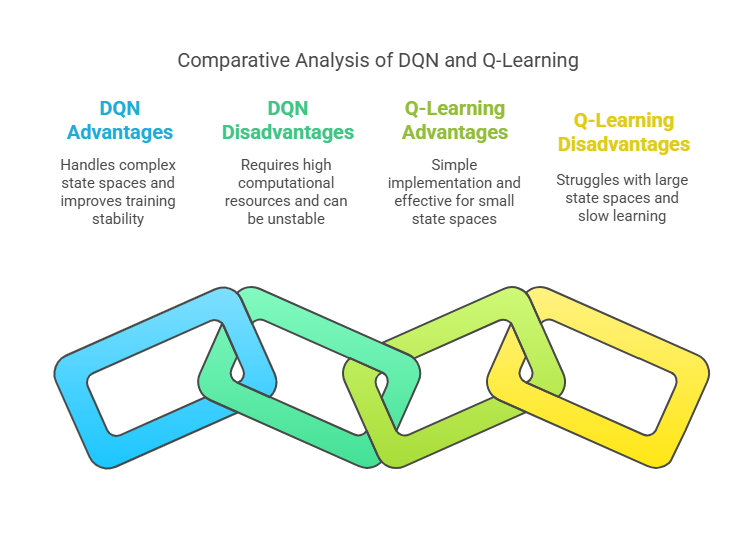 Comparative Analysis of DQN and Q-Learning
DQN
Advantages
Handles complex
state spaces and
improves training
stability
DQN
Disadvantages
Requires high
computational
resources and can
be unstable
Q-Learning
Advantages
Simple
implementation and
effective for small
state spaces
Q-Learning
Disadvantages
Struggles with large
state spaces and
slow learning